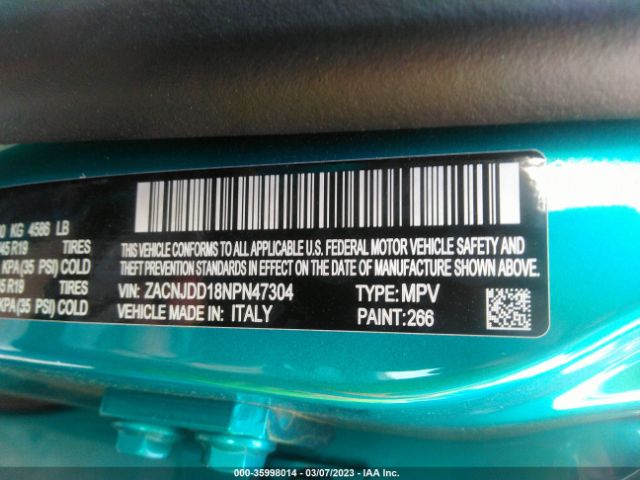 KG 4586 LB
45 R19 TIRES
KPA (35 PSI) COLD
5 R19 TIRES
KPA (35 PSI) COLD
THIS VEHICLE CONFORMS TO ALL APPLICABLE U.S. FEDERAL MOTOR VEHICLE SAFETY AND
THEFT PREVENTION STANDARDS IN EFFECT ON THE DATE OF MANUFACTURE SHOWN ABOVE.
VIN: ZACNJDD18NPN47304 TYPE: MPV
VEHICLE MADE IN: ITALY PAINT: 266
000-35998014 — 03/07/2023 — IAA Inc.